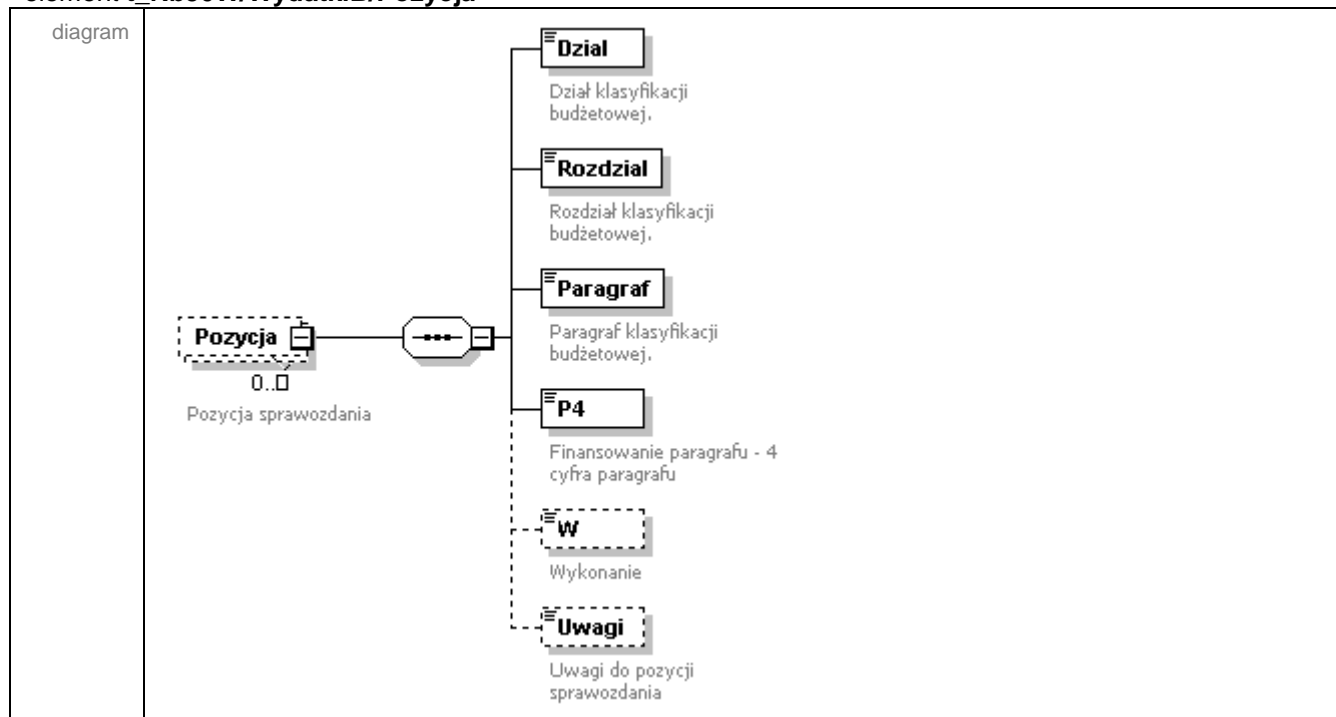 diagram
Dzial
Dział klasyfikacji
budżetowej.
Rozdzial
Rozdział klasyfikacji
budżetowej.
Paragraf
Paragraf klasyfikacji
budżetowej.
Pozycja
0..
Pozycja sprawozdania
P4
Finansowanie paragrafu - 4
cyfra paragrafu
W
Wykonanie
Uwagi
Uwagi do pozycji
sprawozdania